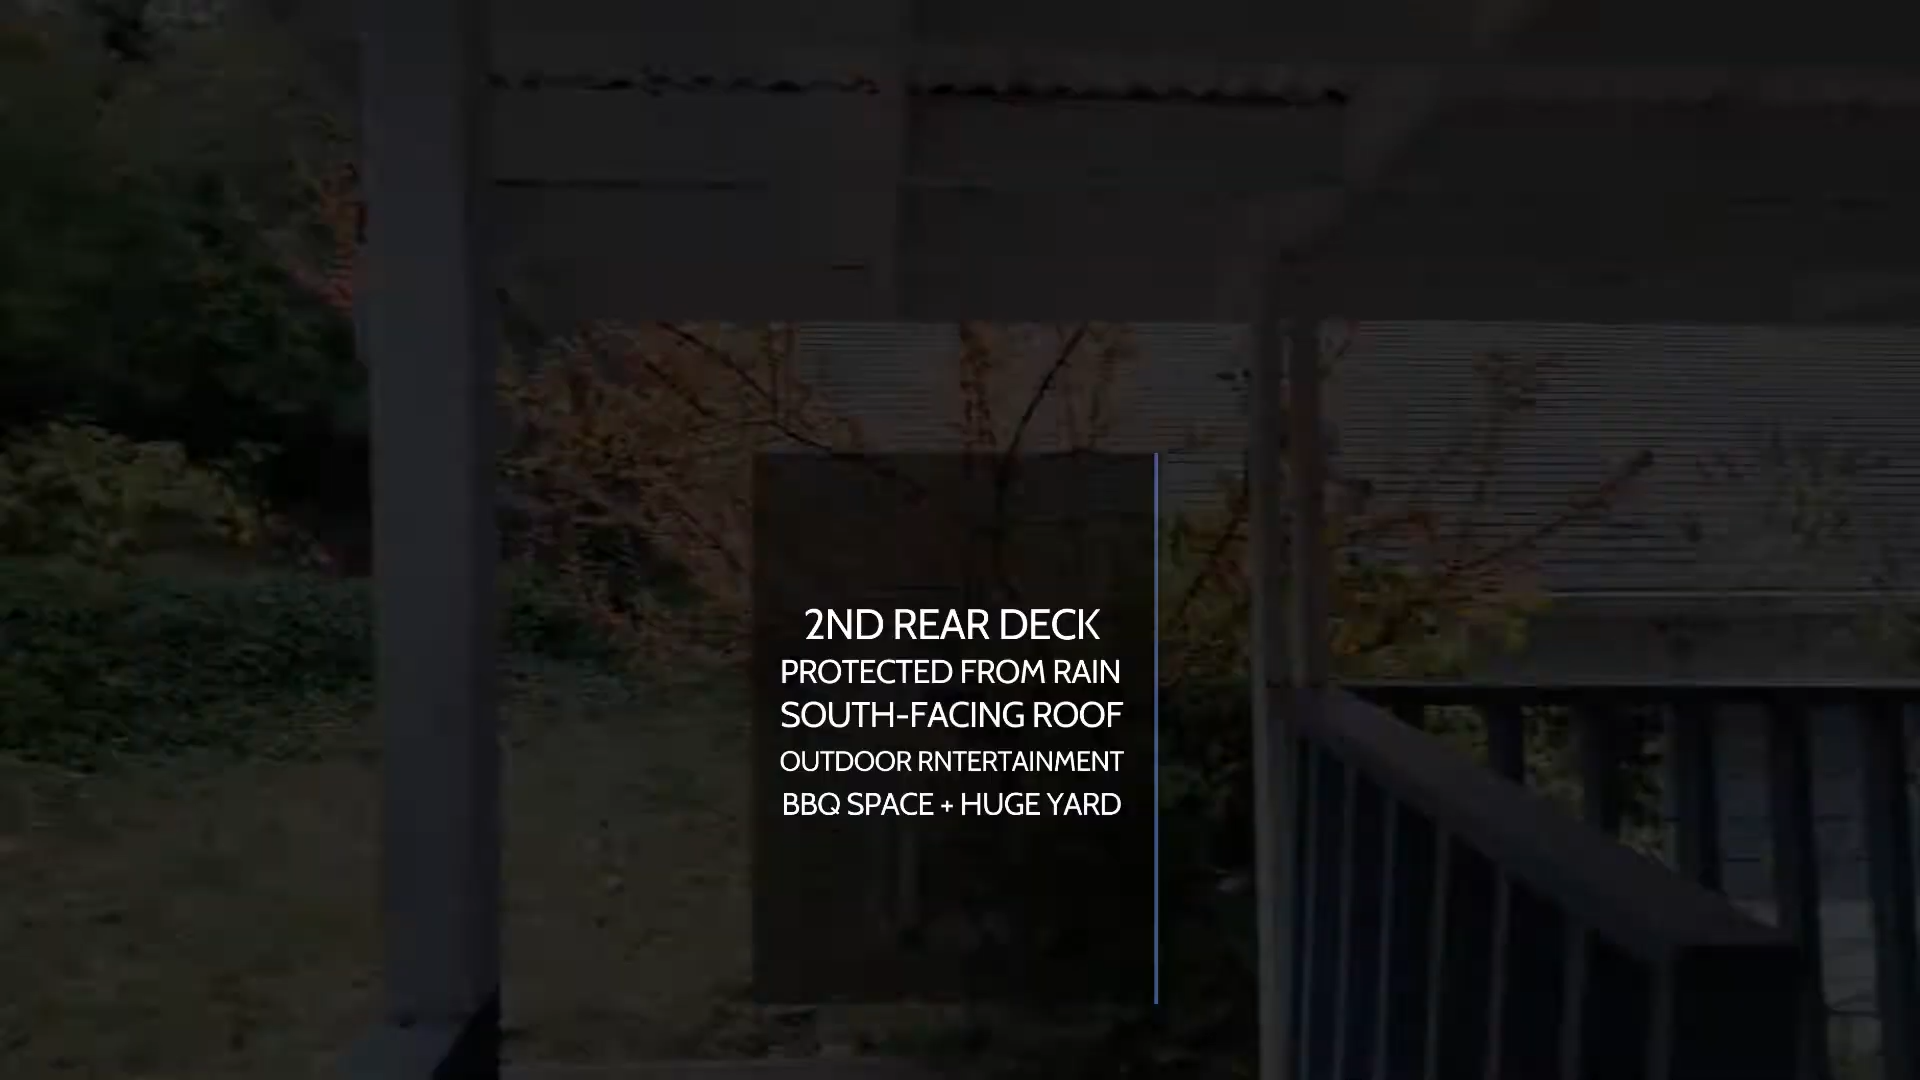 2ND REAR DECK
PROTECTED FROM RAIN
SOUTH-FACING ROOF
OUTDOOR RNTERTAINMENT
BBQ SPACE + HUGE YARD